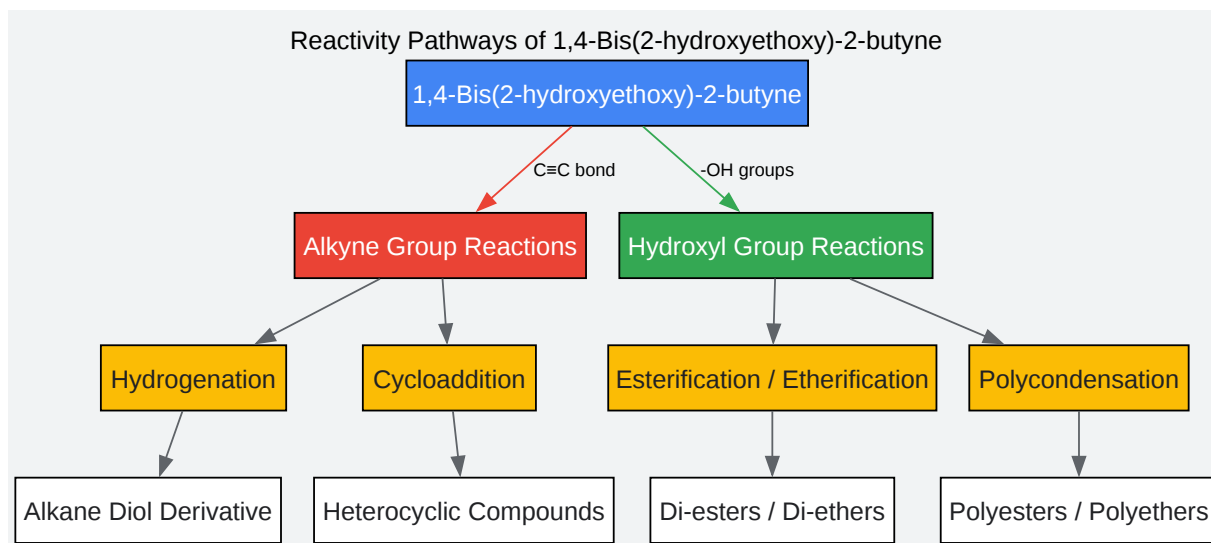 Reactivity Pathways of 1,4-Bis(2-hydroxyethoxy)-2-butyne
1,4-Bis(2-hydroxyethoxy)-2-butyne
C≡C bond
-OH groups
Alkyne Group Reactions
Hydroxyl Group Reactions
Hydrogenation
Cycloaddition
Esterification / Etherification
Polycondensation
Alkane Diol Derivative
Heterocyclic Compounds
Di-esters / Di-ethers
Polyesters / Polyethers